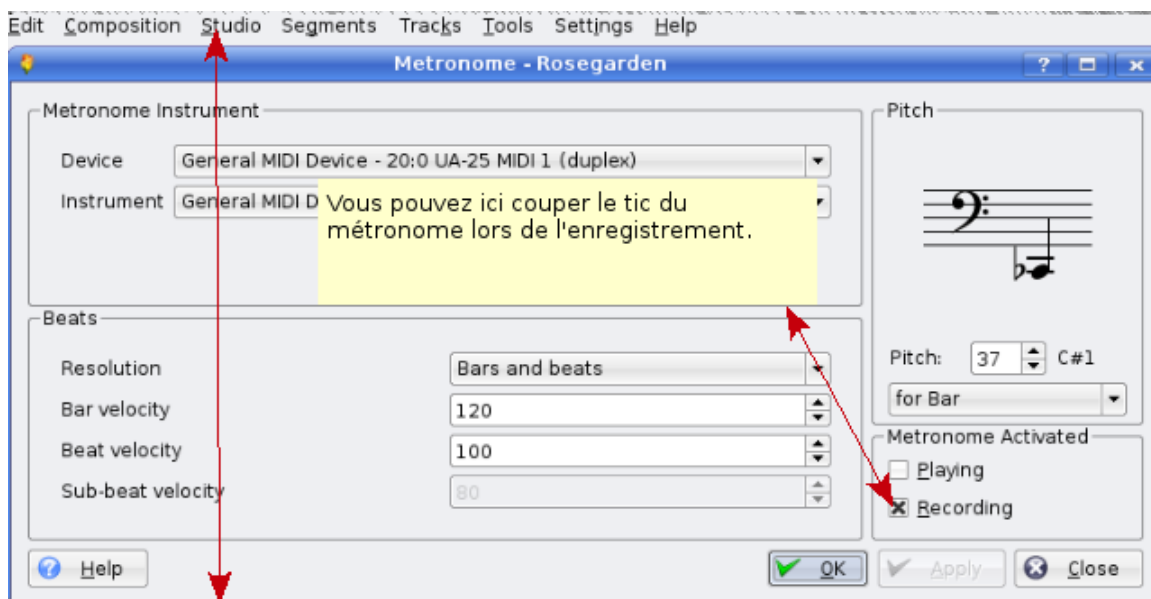 Edit Composition Studio Segments Tracks Tools Settings Help
Metronome - Rosegarden
Metronome Instrument
Device General MIDI Device - 20:0 UA-25 MIDI 1 (duplex)
Instrument General MIDI D
Vous pouvez ici couper le tic du
métronome lors de l'enregistrement.
Beats
Resolution Bars and beats
Bar velocity 120
Beat velocity 100
Sub-beat velocity 80
Pitch
Pitch: 37 C#1
for Bar
Metronome Activated
Playing
Recording
Help OK Apply Close